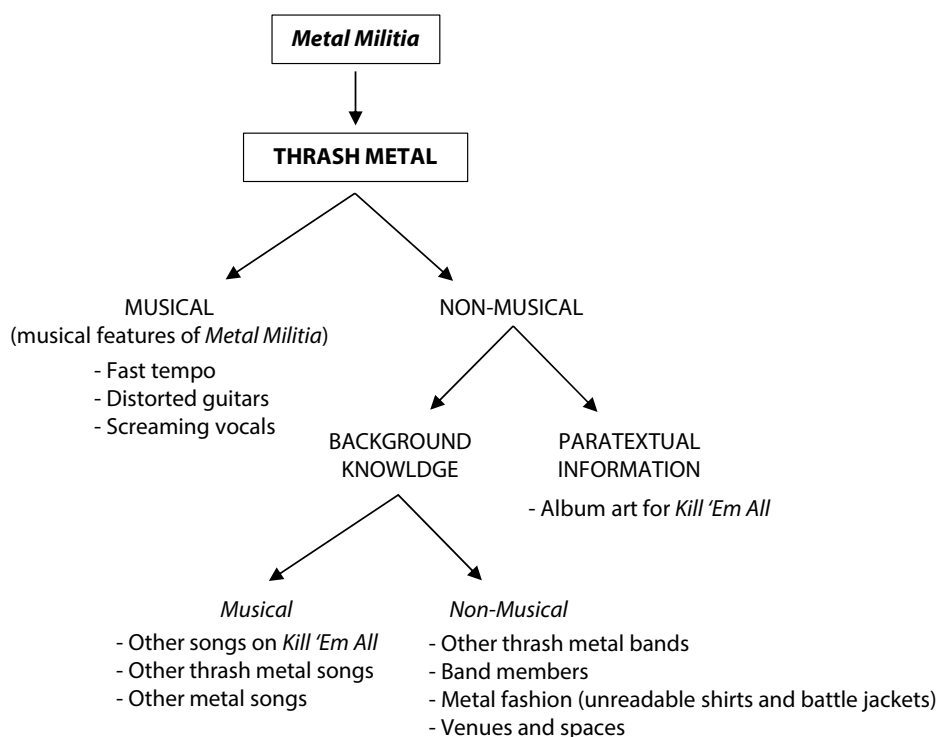 Metal Militia
THRASH METAL
MUSICAL
(musical features of Metal Militia)
- Fast tempo
- Distorted guitars
- Screaming vocals
NON-MUSICAL
BACKGROUND
KNOWLDGE
PARATEXTUAL
INFORMATION
- Album art for Kill ‘Em All
Musical
- Other songs on Kill ‘Em All
- Other thrash metal songs
- Other metal songs
Non-Musical
- Other thrash metal bands
- Band members
- Metal fashion (unreadable shirts and battle jackets)
- Venues and spaces